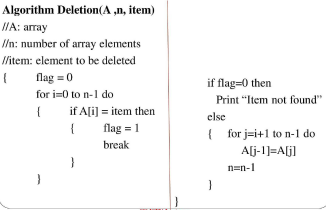 Algorithm Deletion(A ,n, item)
//A: array
//n: number of array elements
//item: element to be deleted
{ flag = 0
for i=0 to n-1 do
{ if A[i] = item then
{ flag = 1
break
}
}
if flag=0 then
Print “Item not found”
else
{ for j=i+1 to n-1 do
A[j-1]=A[j]
n=n-1
}
}